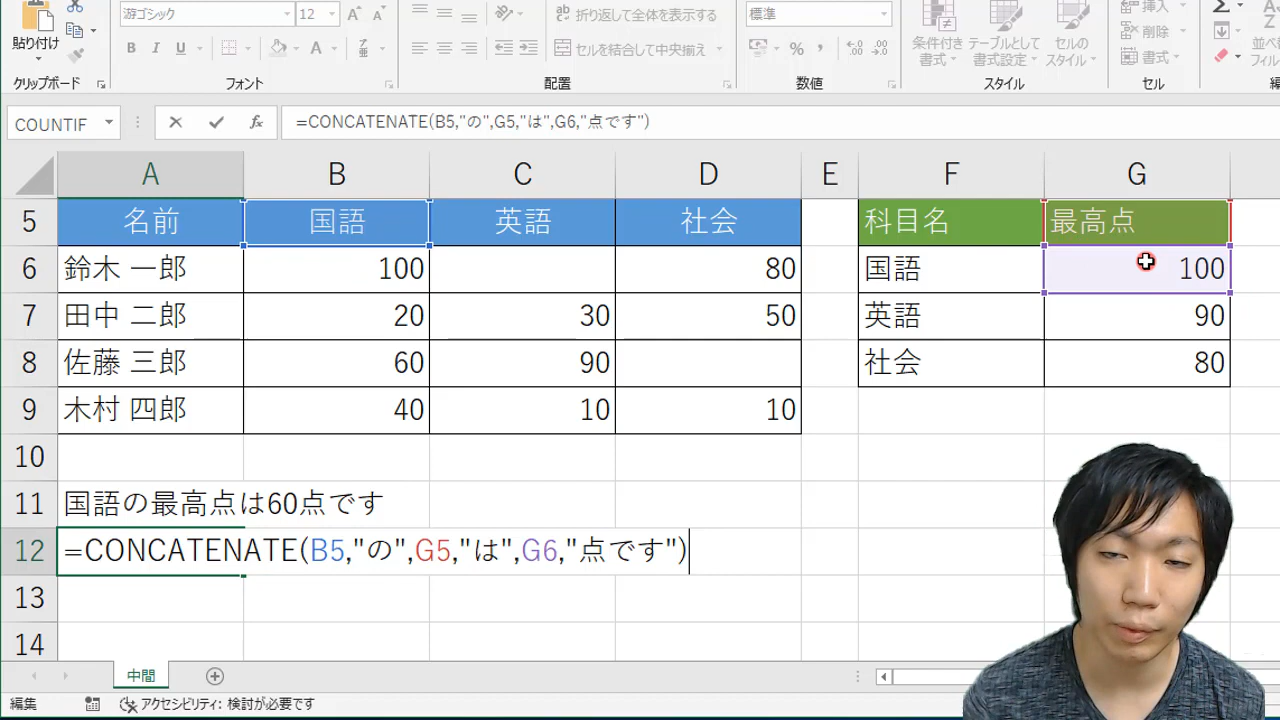 游ゴシック 12 折り返して全体を表示する 標準 挿入 Σ
貼り付け B I U セルを結合して中央揃え % 条件付き書式 テーブルとして書式設定 セルのスタイル 削除 書式
クリップボード フォント 配置 数値 スタイル セル
COUNTIF fx =CONCATENATE(B5,"の",G5,"は",G6,"点です")
A B C D E F G
5 名前 国語 英語 社会 科目名 最高点
6 鈴木 一郎 100 80 国語 100
7 田中 二郎 20 30 50 英語 90
8 佐藤 三郎 60 90 社会 80
9 木村 四郎 40 10 10
10
11 国語の最高点は60点です
12 =CONCATENATE(B5,"の",G5,"は",G6,"点です")
13
14
中間
編集 アクセシビリティ: 検討が必要です